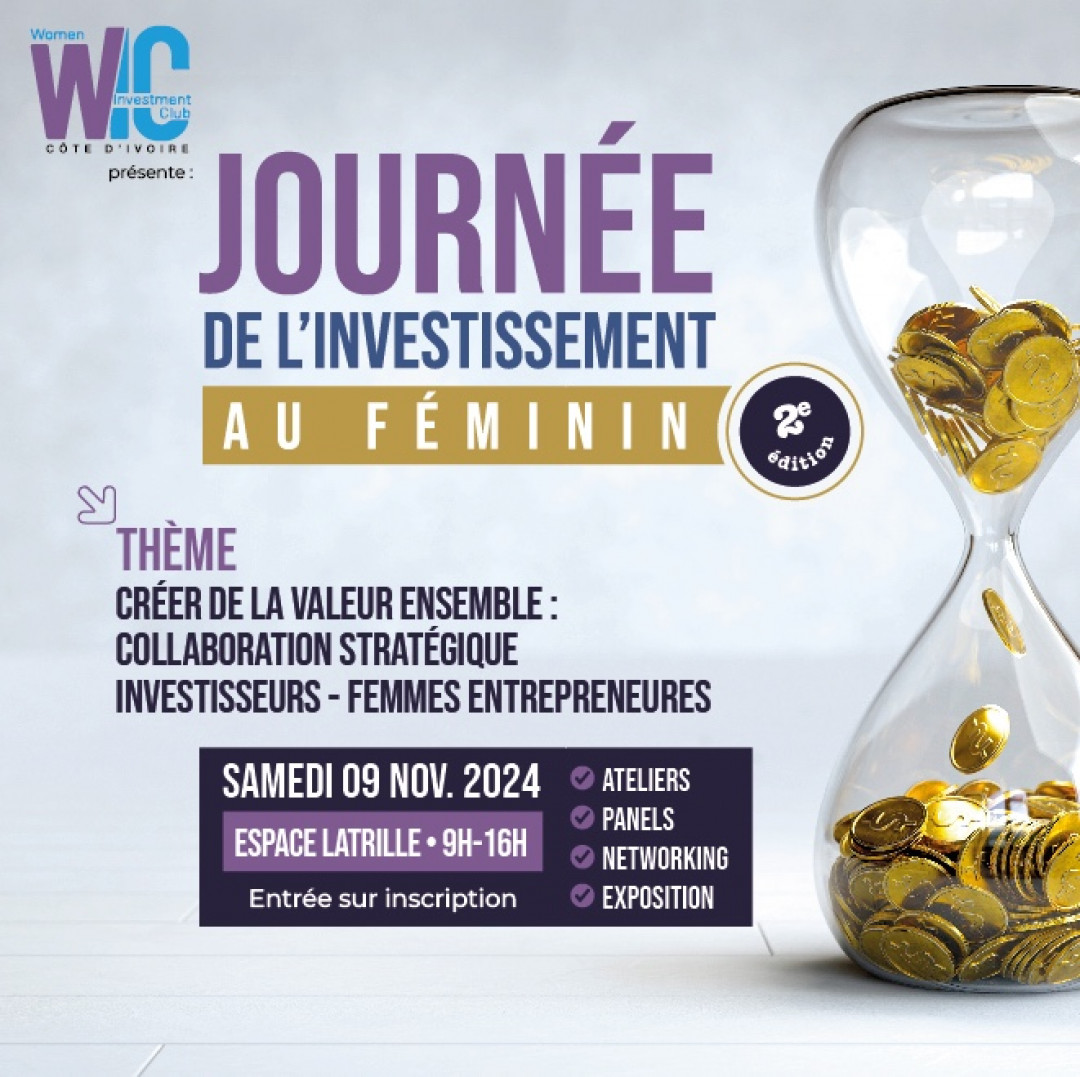 Women
WIC
Investment
Club
CÔTE D'IVOIRE
présente :
JOURNÉE
DE L'INVESTISSEMENT
AU FÉMININ
2e
édition
THÈME
CRÉER DE LA VALEUR ENSEMBLE :
COLLABORATION STRATÉGIQUE
INVESTISSEURS - FEMMES ENTREPRENEURES
SAMEDI 09 NOV. 2024
ESPACE LATRILLE • 9H-16H
Entrée sur inscription
ATELIERS
PANELS
NETWORKING
EXPOSITION